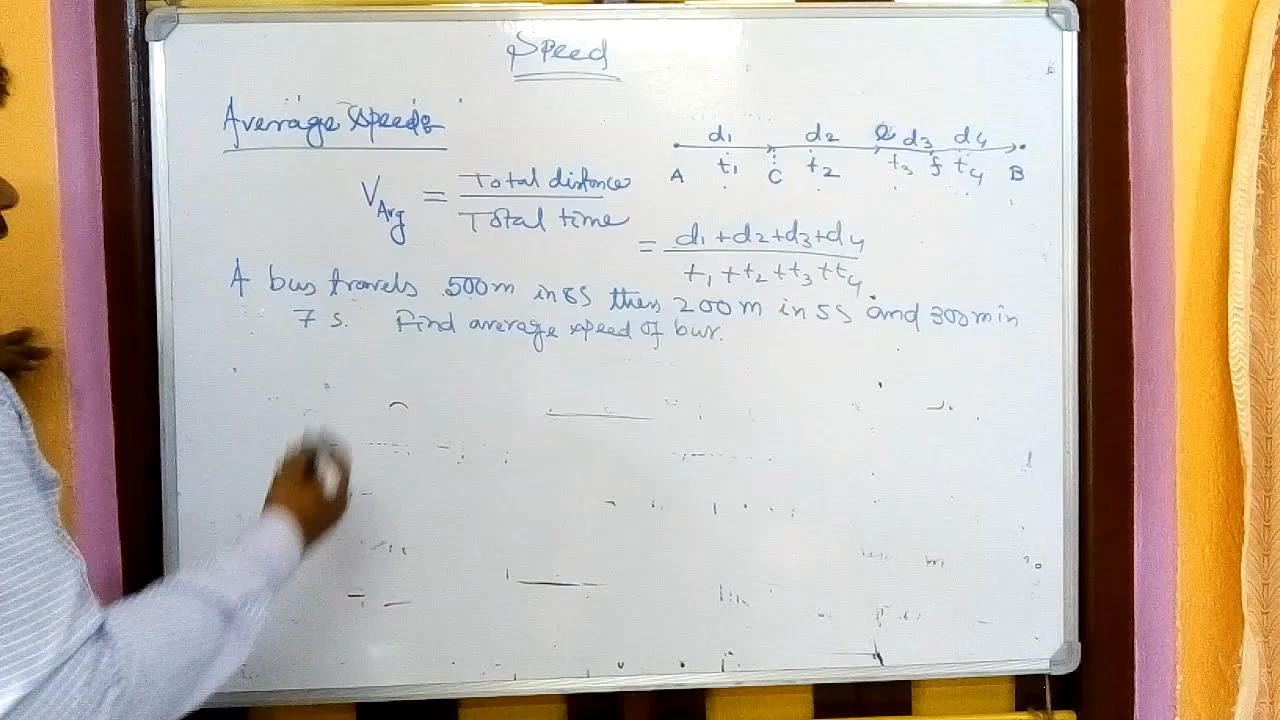 Speed
Average Speeds
d1 d2 e d3 d4
A t1 C t2 t3 f t4 B
VAvg = Total distance / Total time
= d1 + d2 + d3 + d4 / t1 + t2 + t3 + t4
A bus travels 500m in 8S then 200m in 5S and 300m in
7 s. Find average speed of bus.